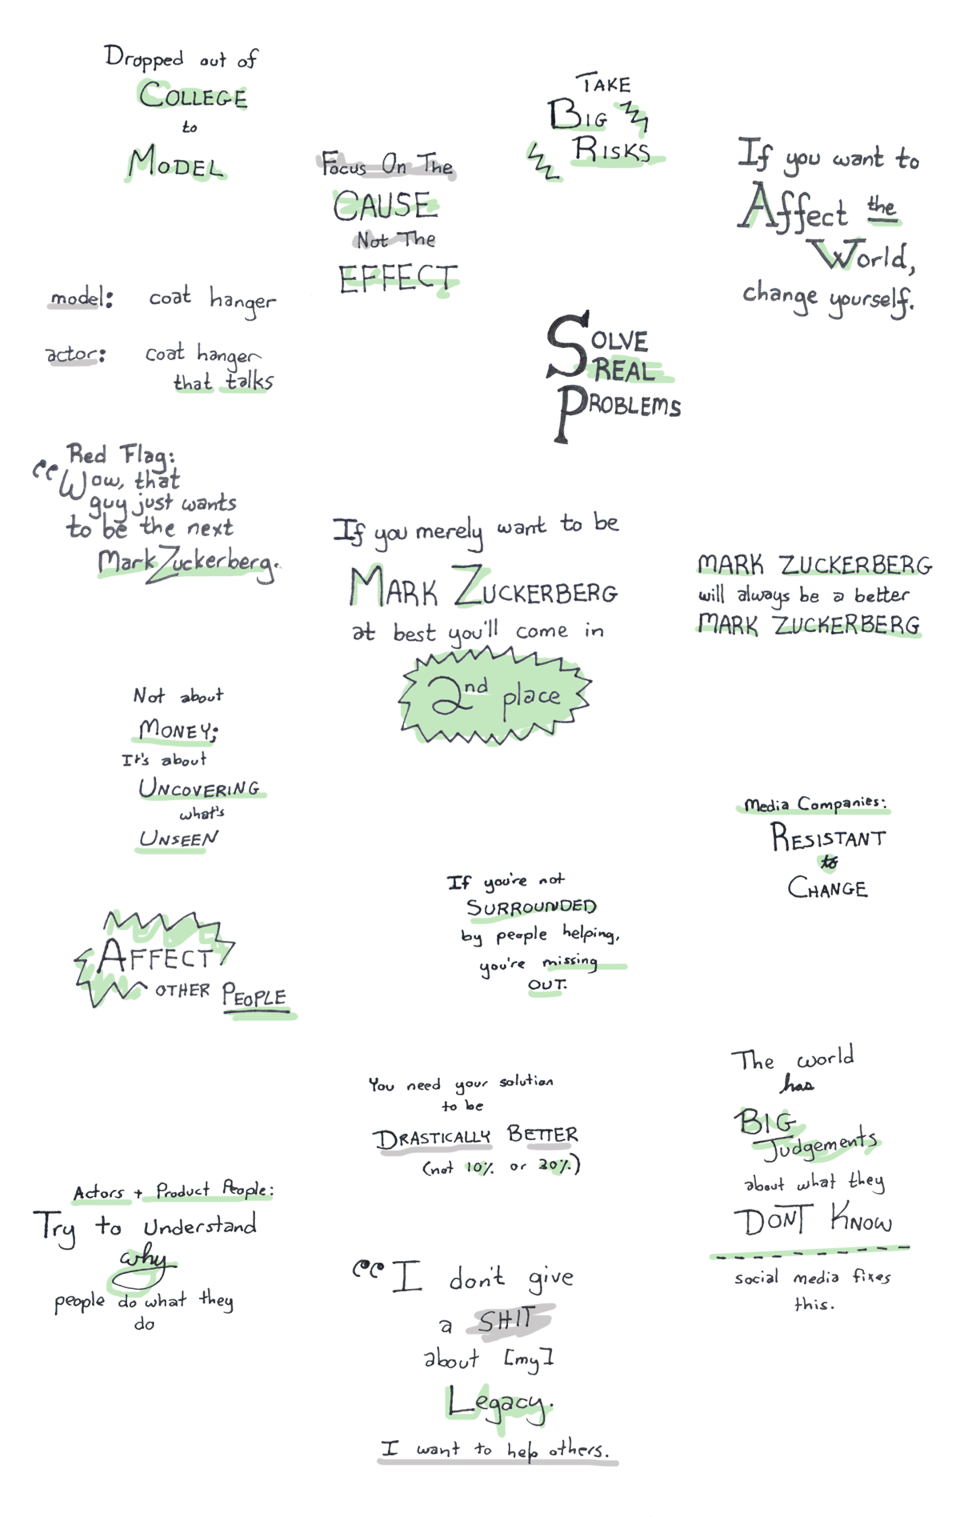 Dropped out of
COLLEGE
to
MODEL
model: coat hanger
actor: coat hanger
that talks
Focus On The
CAUSE
Not The
EFFECT
TAKE
BIG
RISKS
SOLVE
REAL
PROBLEMS
If you want to
Affect the
World,
change yourself.
Red Flag:
“Wow, that
guy just wants
to be the next
Mark Zuckerberg.
If you merely want to be
MARK ZUCKERBERG
at best you'll come in
2nd place
MARK ZUCKERBERG
will always be a better
MARK ZUCKERBERG
Not about
MONEY;
It's about
UNCOVERING
what's
UNSEEN
Media Companies:
RESISTANT
to
CHANGE
If you're not
SURROUNDED
by people helping,
you're missing
OUT.
AFFECT
OTHER PEOPLE
You need your solution
to be
DRASTICALLY BETTER
(not 10% or 20%)
The world
has
BIG
Judgements
about what they
DON'T KNOW
social media fixes
this.
Actors + Product People:
Try to understand
why
people do what they
do
“I don't give
a SHIT
about [my]
Legacy.
I want to help others.